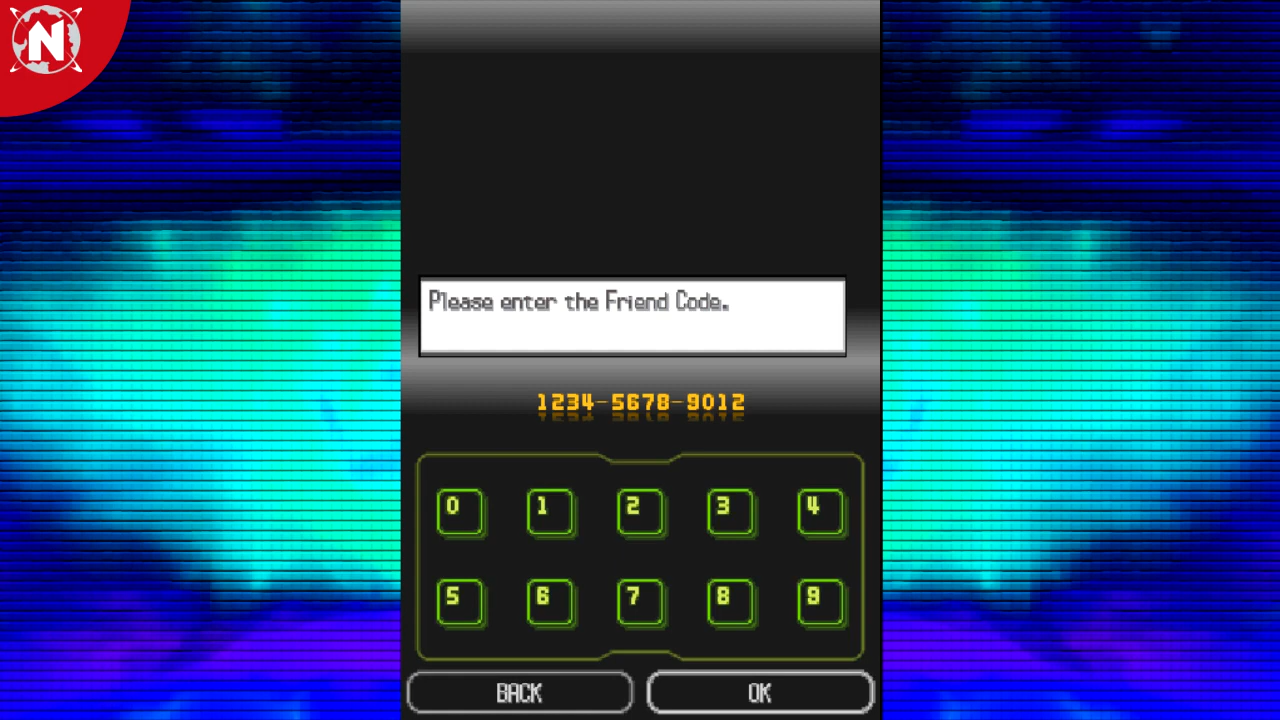 N
Please enter the Friend Code.
1234-5678-9012
0 1 2 3 4
5 6 7 8 9
BACK OK